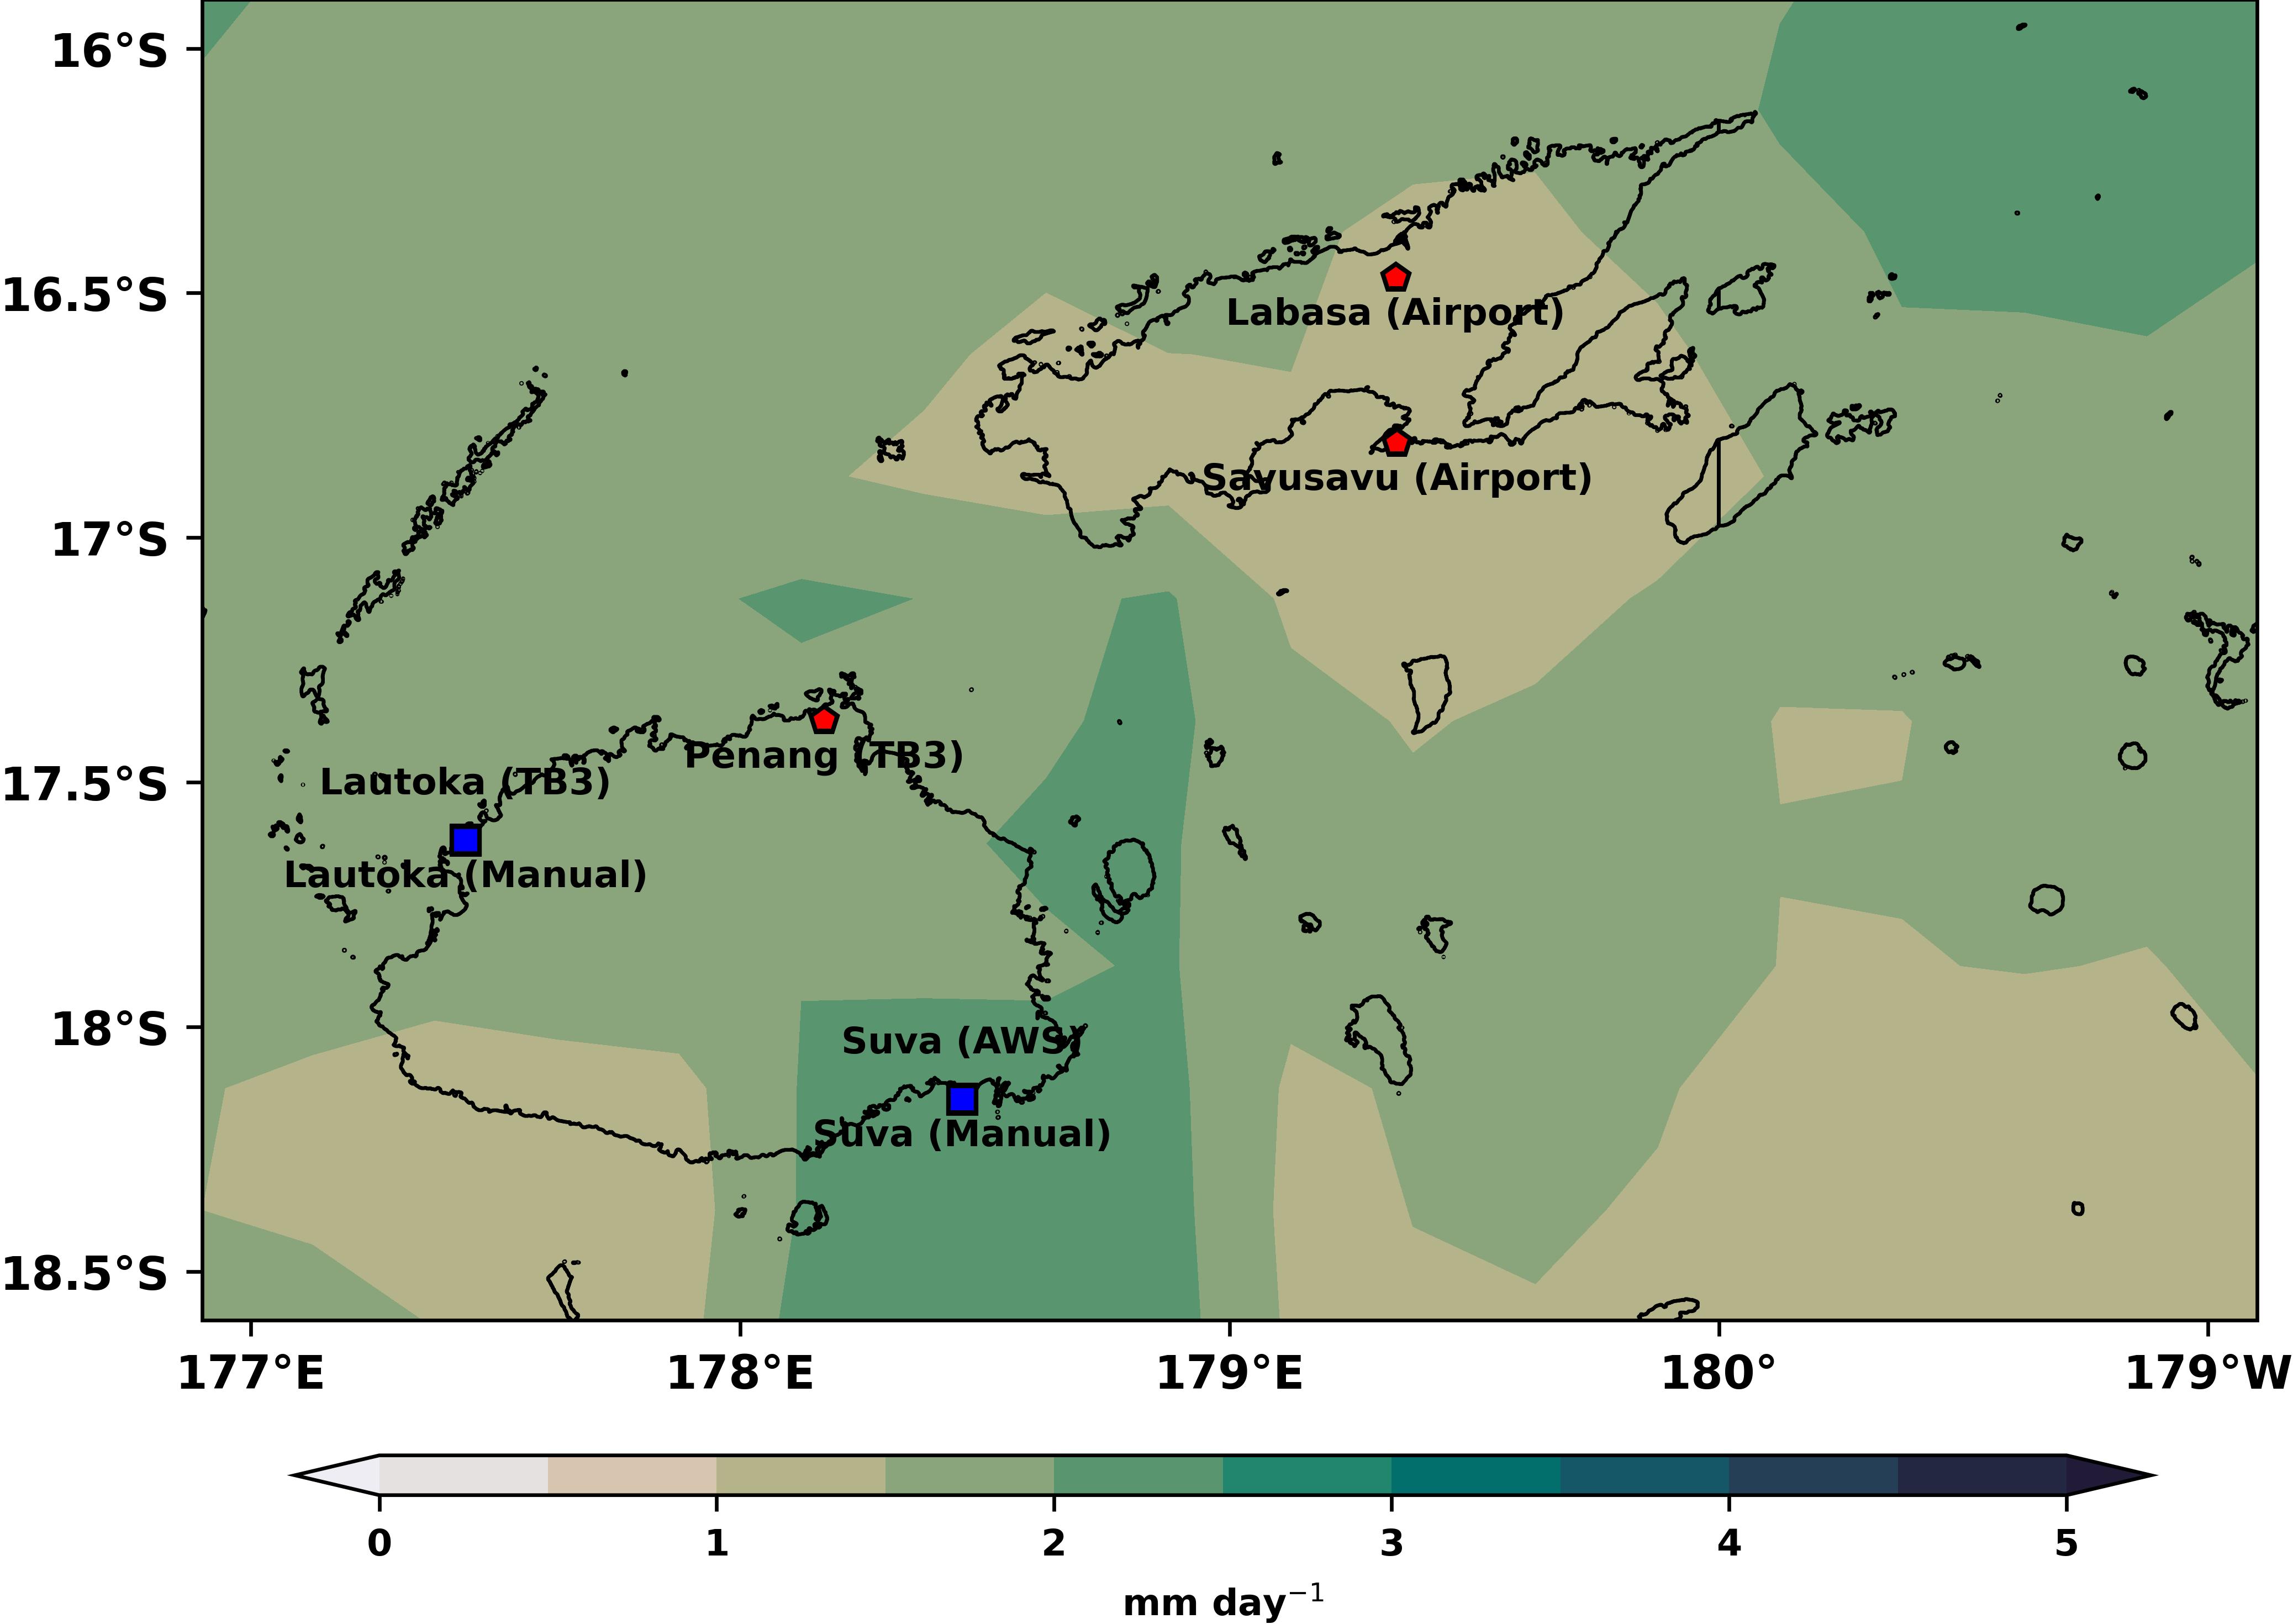 16°S
16.5°S
Labasa (Airport)
Savusavu (Airport)
17°S
Penang (TB3)
17.5°S
Lautoka (TB3)
Lautoka (Manual)
18°S
Suva (AWS)
Suva (Manual)
18.5°S
177°E 178°E 179°E 180° 179°W
0 1 2 3 4 5
mm day⁻¹